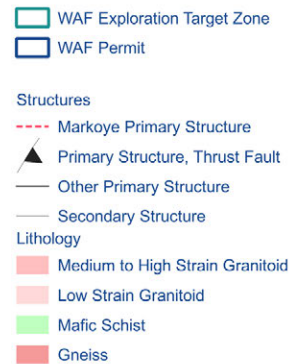 WAF Exploration Target Zone
WAF Permit
Structures
Markoye Primary Structure
Primary Structure, Thrust Fault
Other Primary Structure
Secondary Structure
Lithology
Medium to High Strain Granitoid
Low Strain Granitoid
Mafic Schist
Gneiss